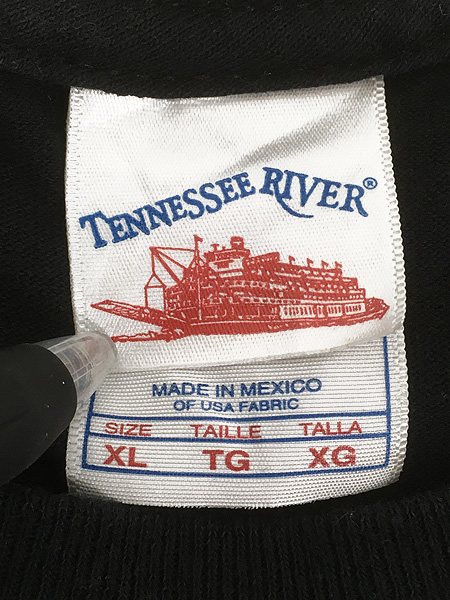 TENNESSEE RIVER®
MADE IN MEXICO
OF USA FABRIC
SIZE TAILLE TALLA
XL TG XG